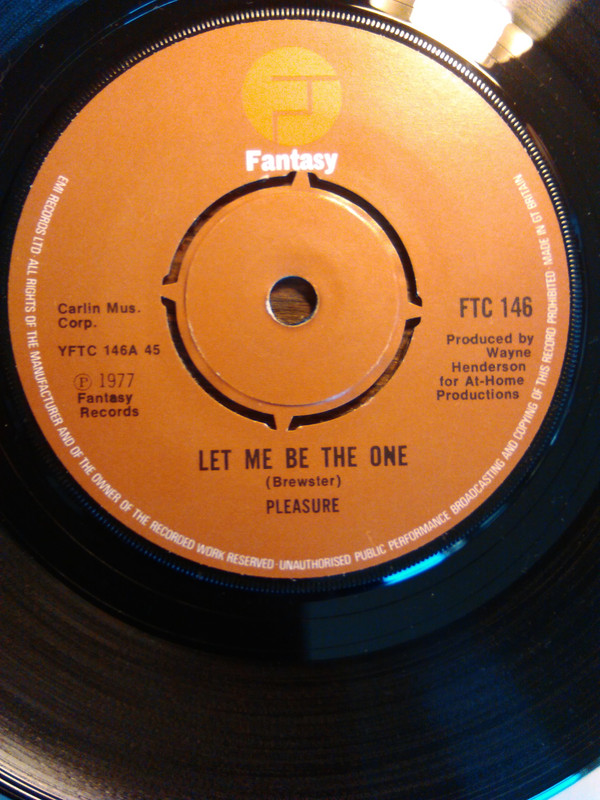 Fantasy
Carlin Mus.
Corp.
YFTC 146A 45
℗ 1977
Fantasy
Records
FTC 146
Produced by
Wayne
Henderson
for At-Home
Productions
LET ME BE THE ONE
(Brewster)
PLEASURE
EMI RECORDS LTD · ALL RIGHTS OF THE MANUFACTURER AND OF THE OWNER OF THE RECORDED WORK RESERVED · UNAUTHORISED PUBLIC PERFORMANCE BROADCASTING AND COPYING OF THIS RECORD PROHIBITED · MADE IN GT BRITAIN